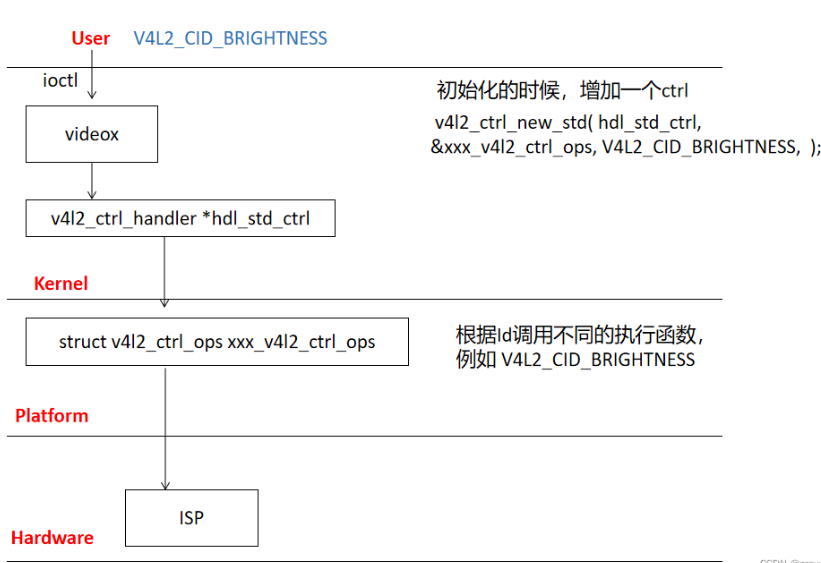 User V4L2_CID_BRIGHTNESS
ioctl
初始化的时候，增加一个ctrl
videox
v4l2_ctrl_new_std( hdl_std_ctrl,
&xxx_v4l2_ctrl_ops, V4L2_CID_BRIGHTNESS, );
v4l2_ctrl_handler *hdl_std_ctrl
Kernel
struct v4l2_ctrl_ops xxx_v4l2_ctrl_ops
根据Id调用不同的执行函数，
例如 V4L2_CID_BRIGHTNESS
Platform
ISP
Hardware